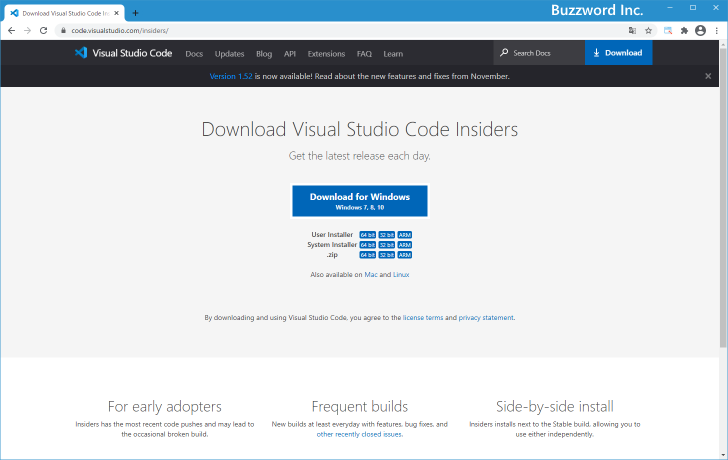 Buzzword Inc.
Download Visual Studio Code Ins
code.visualstudio.com/insiders/
Visual Studio Code Docs Updates Blog API Extensions FAQ Learn Search Docs Download
Version 1.52 is now available! Read about the new features and fixes from November.
Download Visual Studio Code Insiders
Get the latest release each day.
Download for Windows
Windows 7, 8, 10
User Installer 64 bit 32 bit ARM
System Installer 64 bit 32 bit ARM
.zip 64 bit 32 bit ARM
Also available on Mac and Linux
By downloading and using Visual Studio Code, you agree to the license terms and privacy statement.
For early adopters
Insiders has the most recent code pushes and may lead to
the occasional broken build.
Frequent builds
New builds at least everyday with features, bug fixes, and
other recently closed issues.
Side-by-side install
Insiders installs next to the Stable build, allowing you to
use either independently.